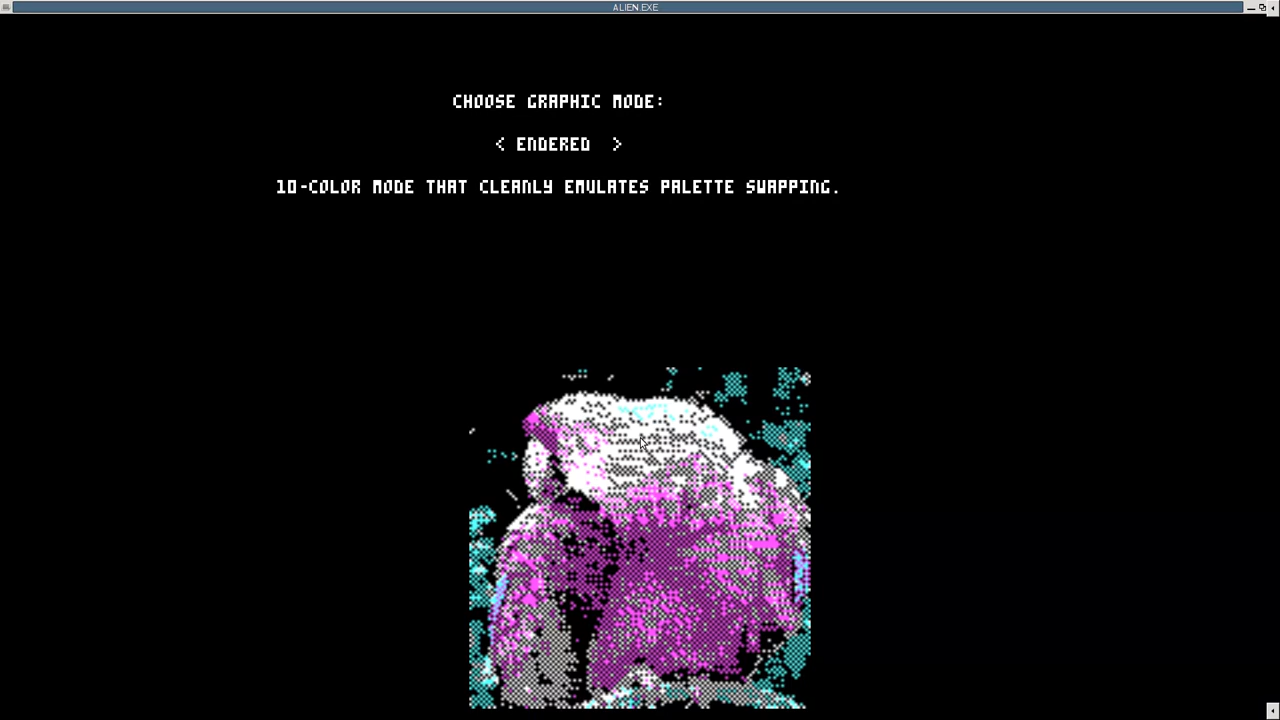 ALIEN.EXE
CHOOSE GRAPHIC MODE:
< ENDERED >
10-COLOR MODE THAT CLEANLY EMULATES PALETTE SWAPPING.